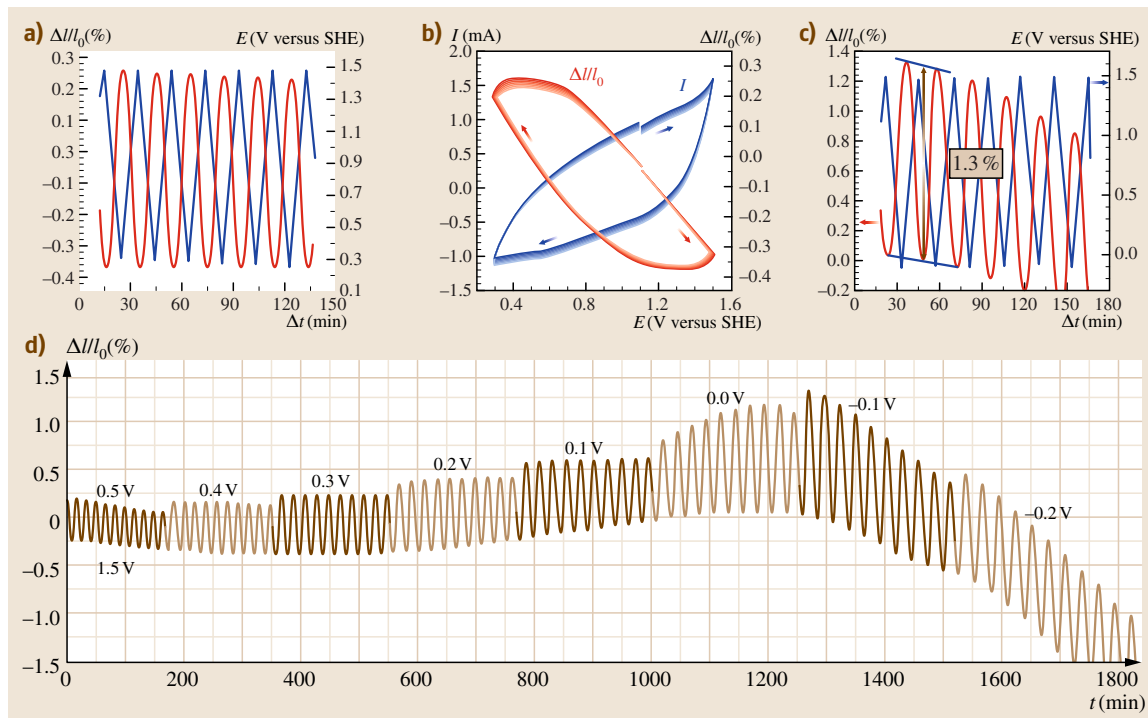 a) Δl/l0(%) E (V versus SHE)
0.3
0.2
0.1
0.3
–0.1
–0.2
–0.3
–0.4
1.5
1.3
1.1
0.9
0.7
0.5
0.3
0.1
0 30 60 90 120 150
Δt (min)
b) I (mA) Δl/l0(%)
2.0
1.5
1.0
0.5
0.0
–0.5
–1.0
–1.5
Δl/l0
I
0.3
0.2
0.1
0.0
–0.1
–0.2
–0.3
–0.4
0.4 0.8 1.2 1.6
E (V versus SHE)
c) Δl/l0(%) E (V versus SHE)
1.4
1.2
1.0
0.8
0.6
0.4
0.2
0.0
–0.2
1.3 %
1.5
1.0
0.5
0.0
0 30 60 90 120 150 180
Δt (min)
d) Δl/l0(%)
1.5
1.0
0.5
0
–0.5
–1.0
–1.5
0.5 V
1.5 V
0.4 V
0.3 V
0.2 V
0.1 V
0.0 V
–0.1 V
–0.2 V
0 200 400 600 800 1000 1200 1400 1600 1800
t (min)